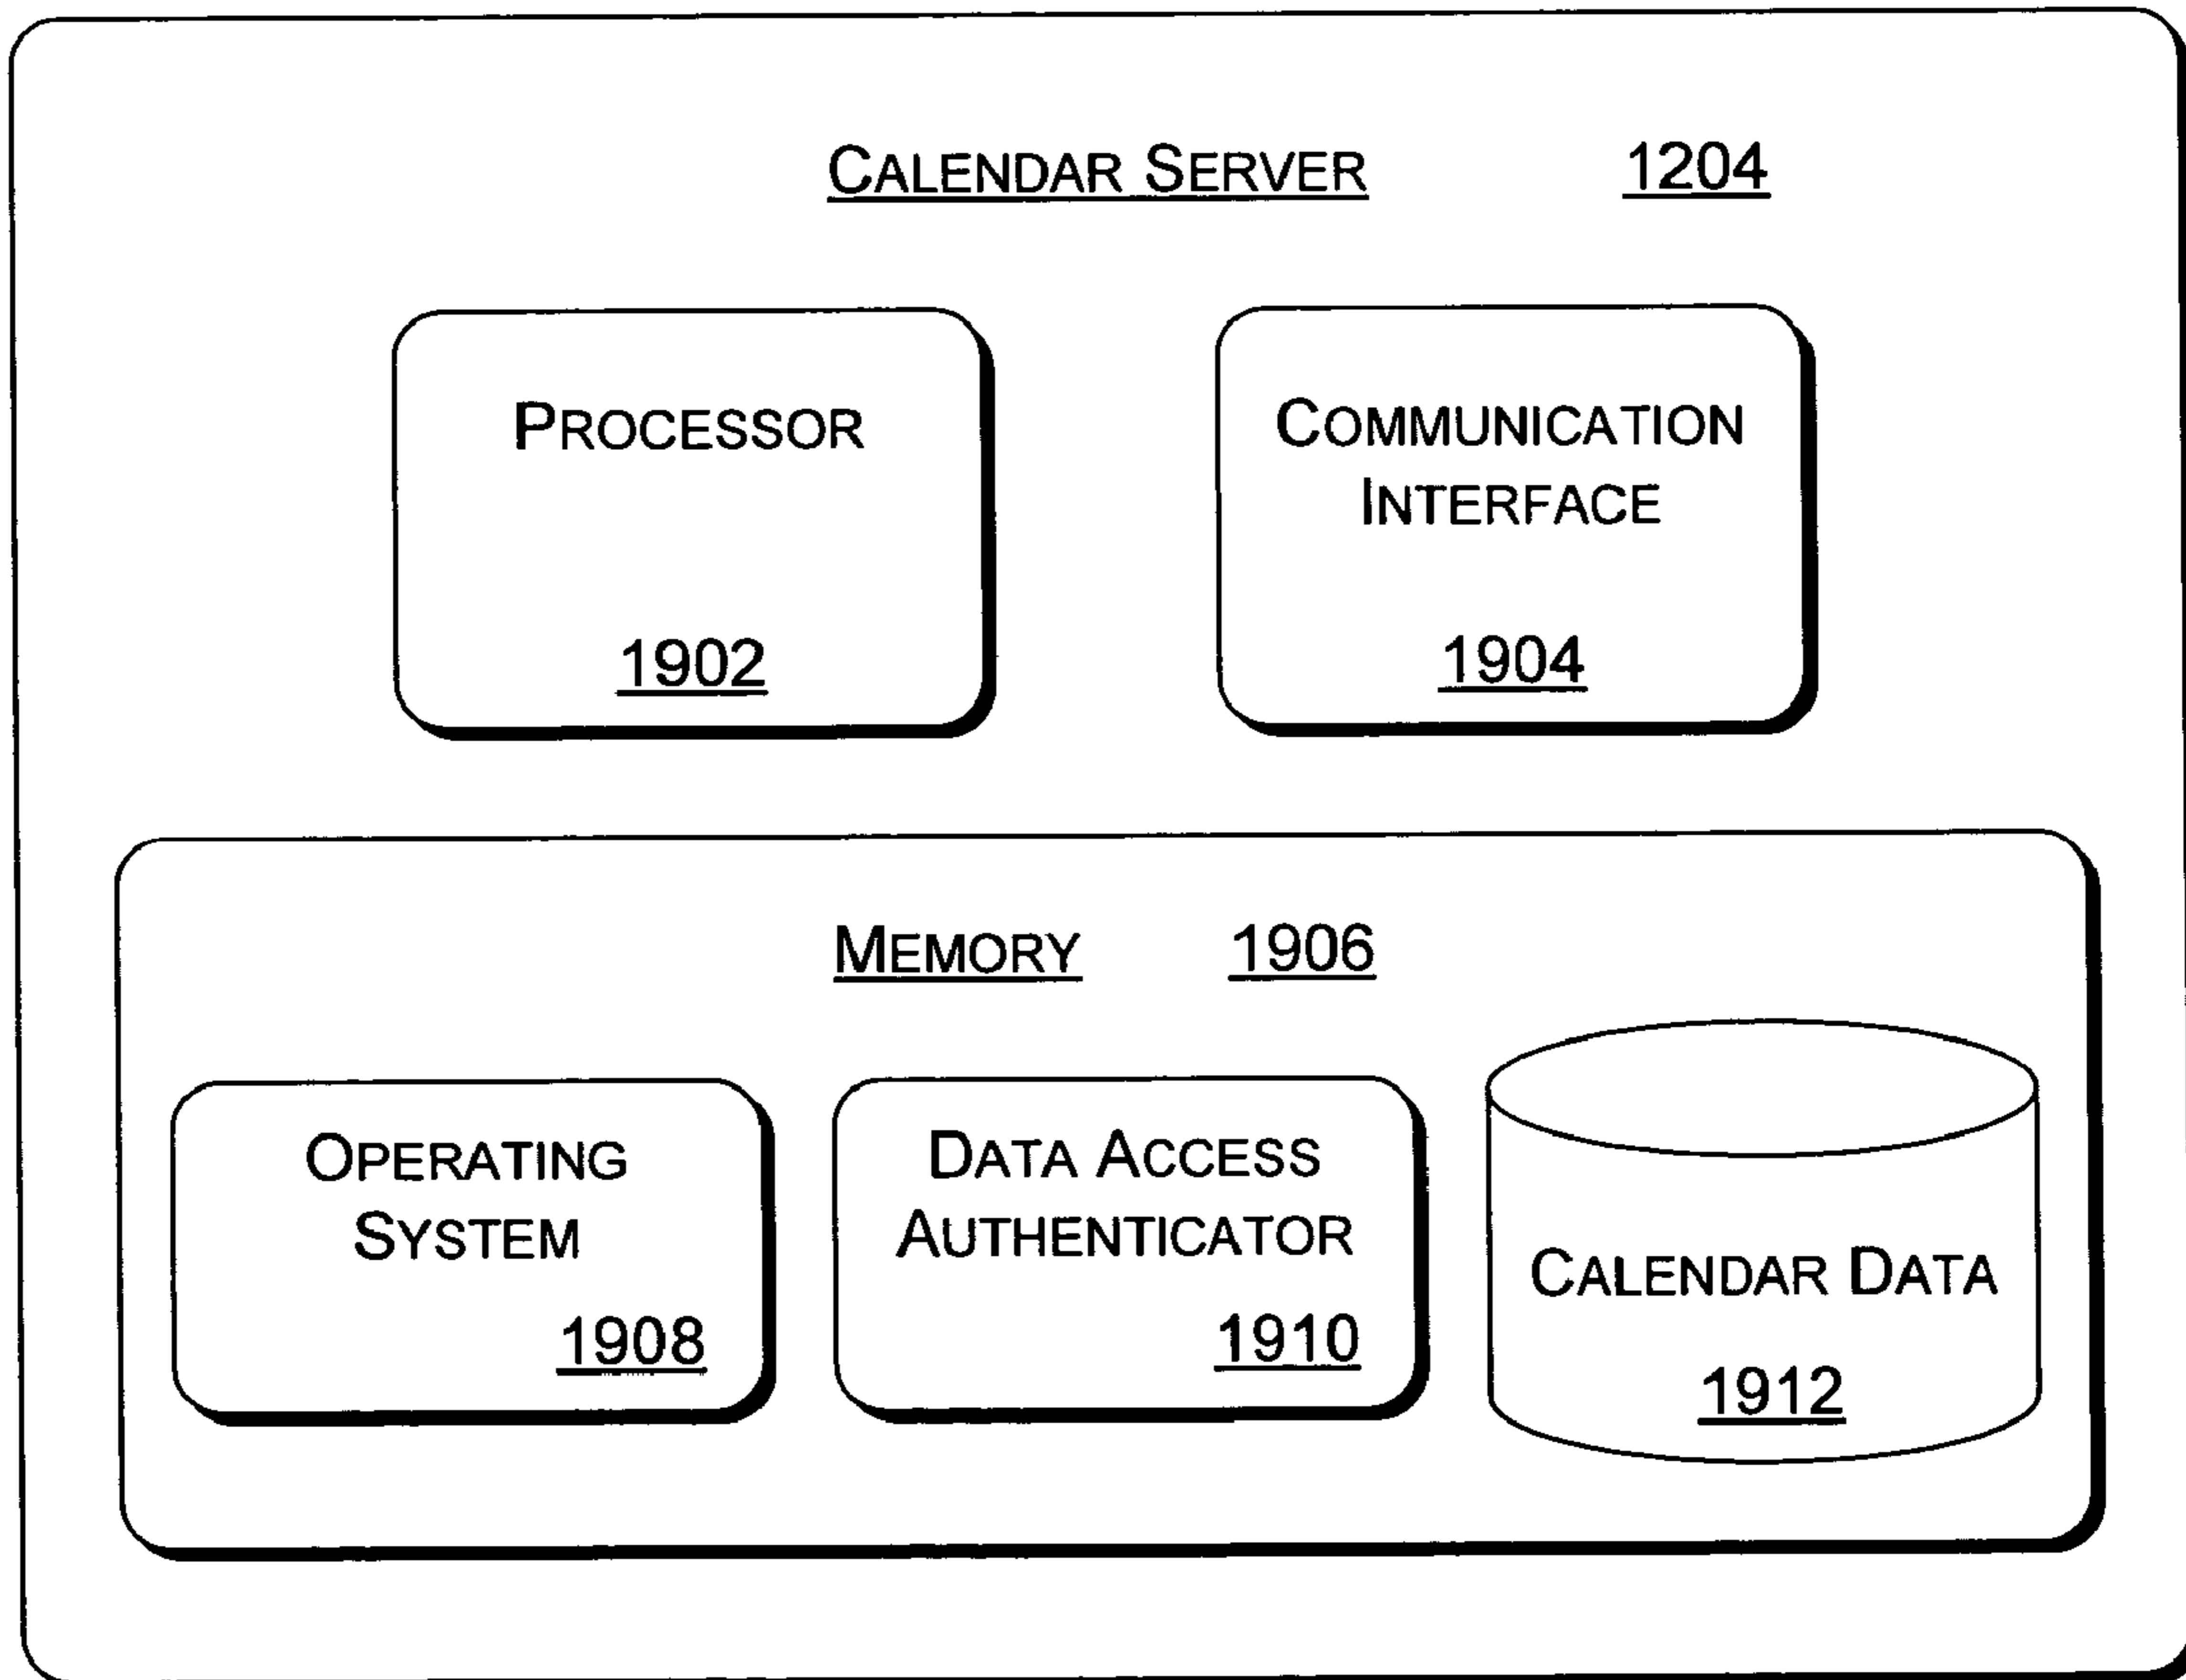 CALENDAR SERVER 1204
PROCESSOR
1902
COMMUNICATION
INTERFACE
1904
MEMORY 1906
OPERATING
SYSTEM
1908
DATA ACCESS
AUTHENTICATOR
1910
CALENDAR DATA
1912